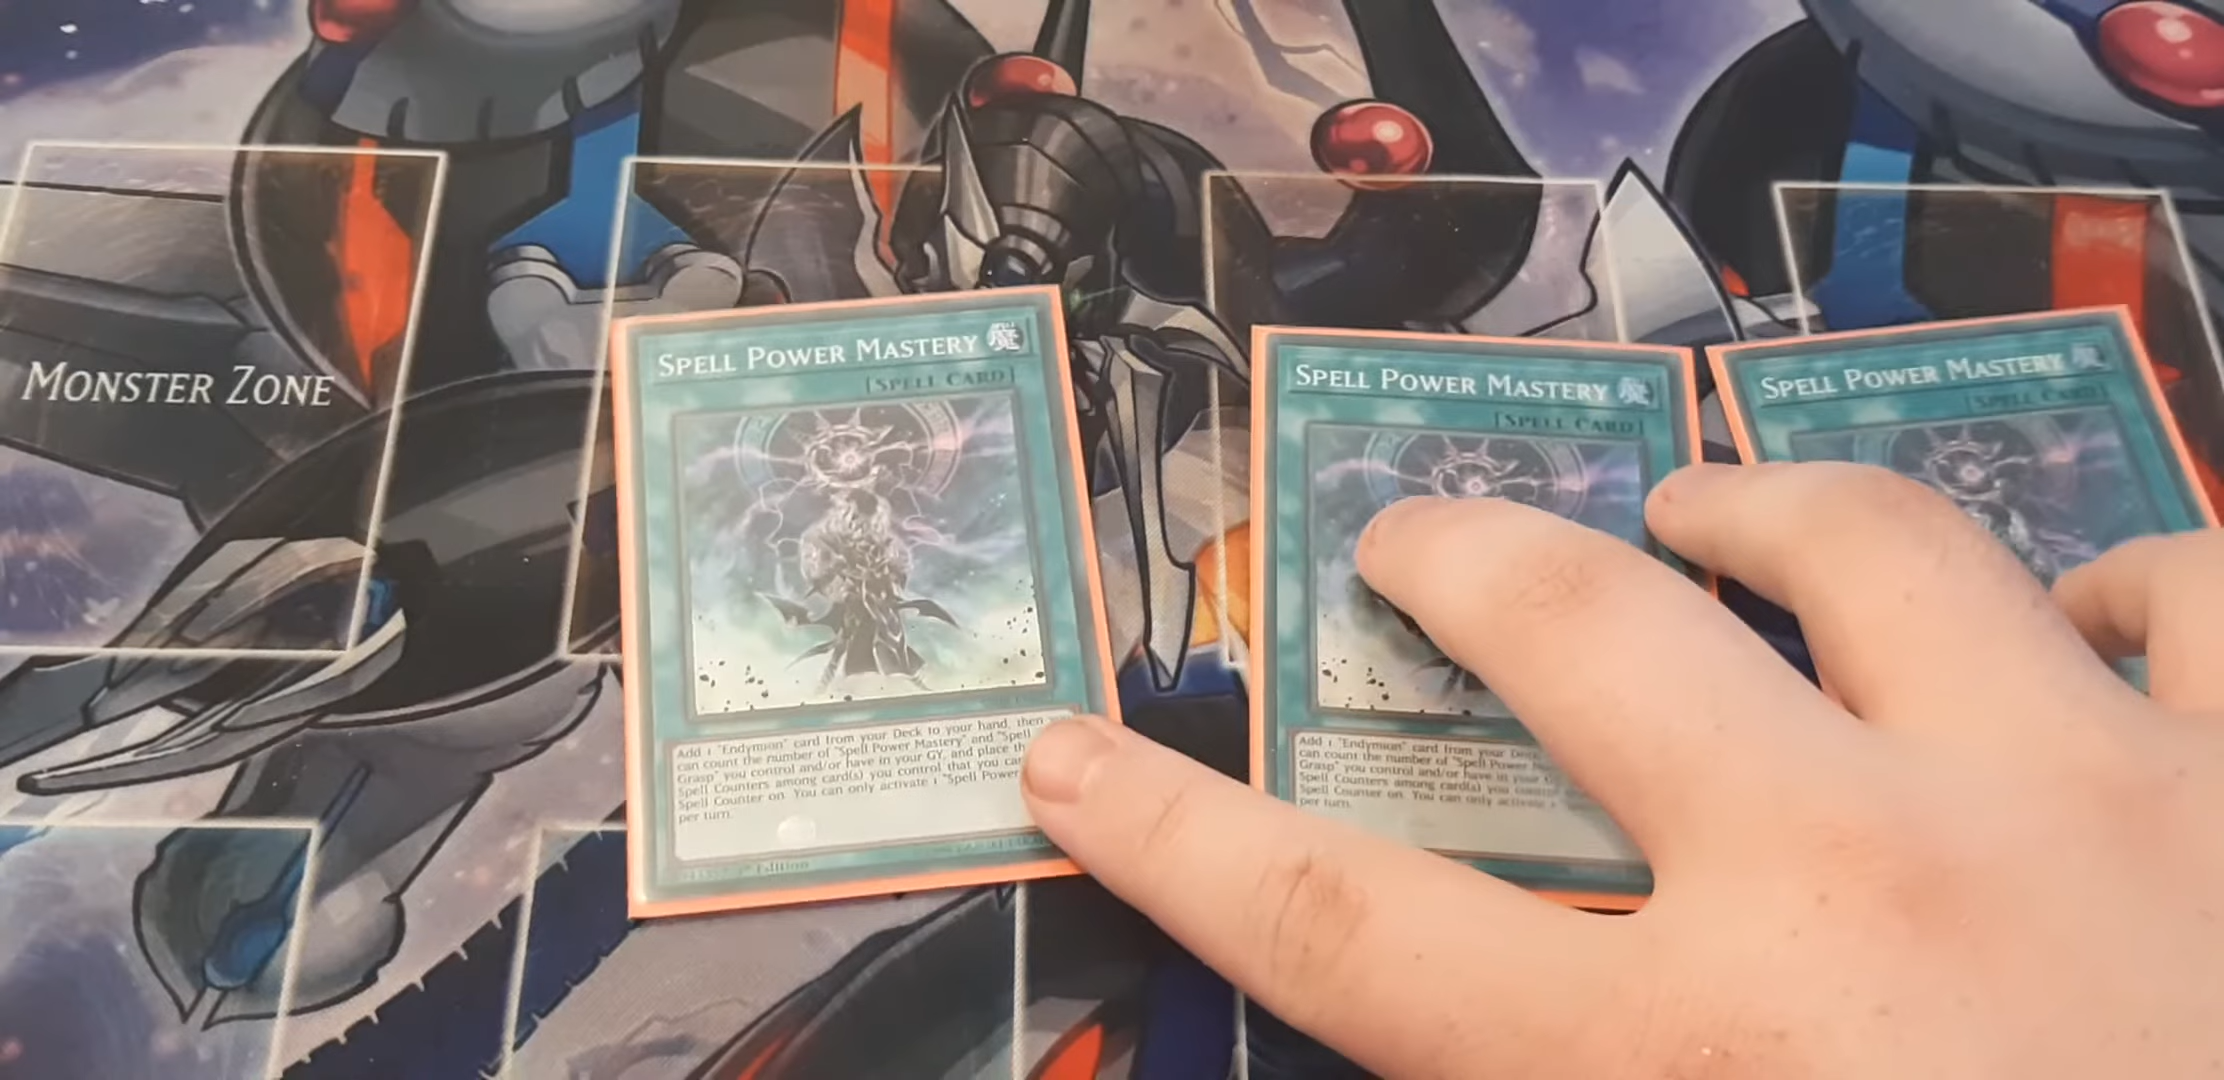 MONSTER ZONE
SPELL POWER MASTERY 魔
[SPELL CARD]
Add 1 "Endymion" card from your Deck to your hand, then
can count the number of "Spell Power Mastery" and "Spell
Grasp" you control and/or have in your GY, and place
Spell Counters among card(s) you control that you
Spell Counter on. You can only activate 1 "Spell Power
per turn.
1st Edition
SPELL POWER MASTERY 魔
[SPELL CARD]
Add 1 "Endymion" card from your
can count the number of "Spell Power
Grasp" you control and/or have in your
Spell Counters among card(s) you control
Spell Counter on. You can only activate 1
per turn.
SPELL POWER MASTERY 魔
[SPELL CARD]